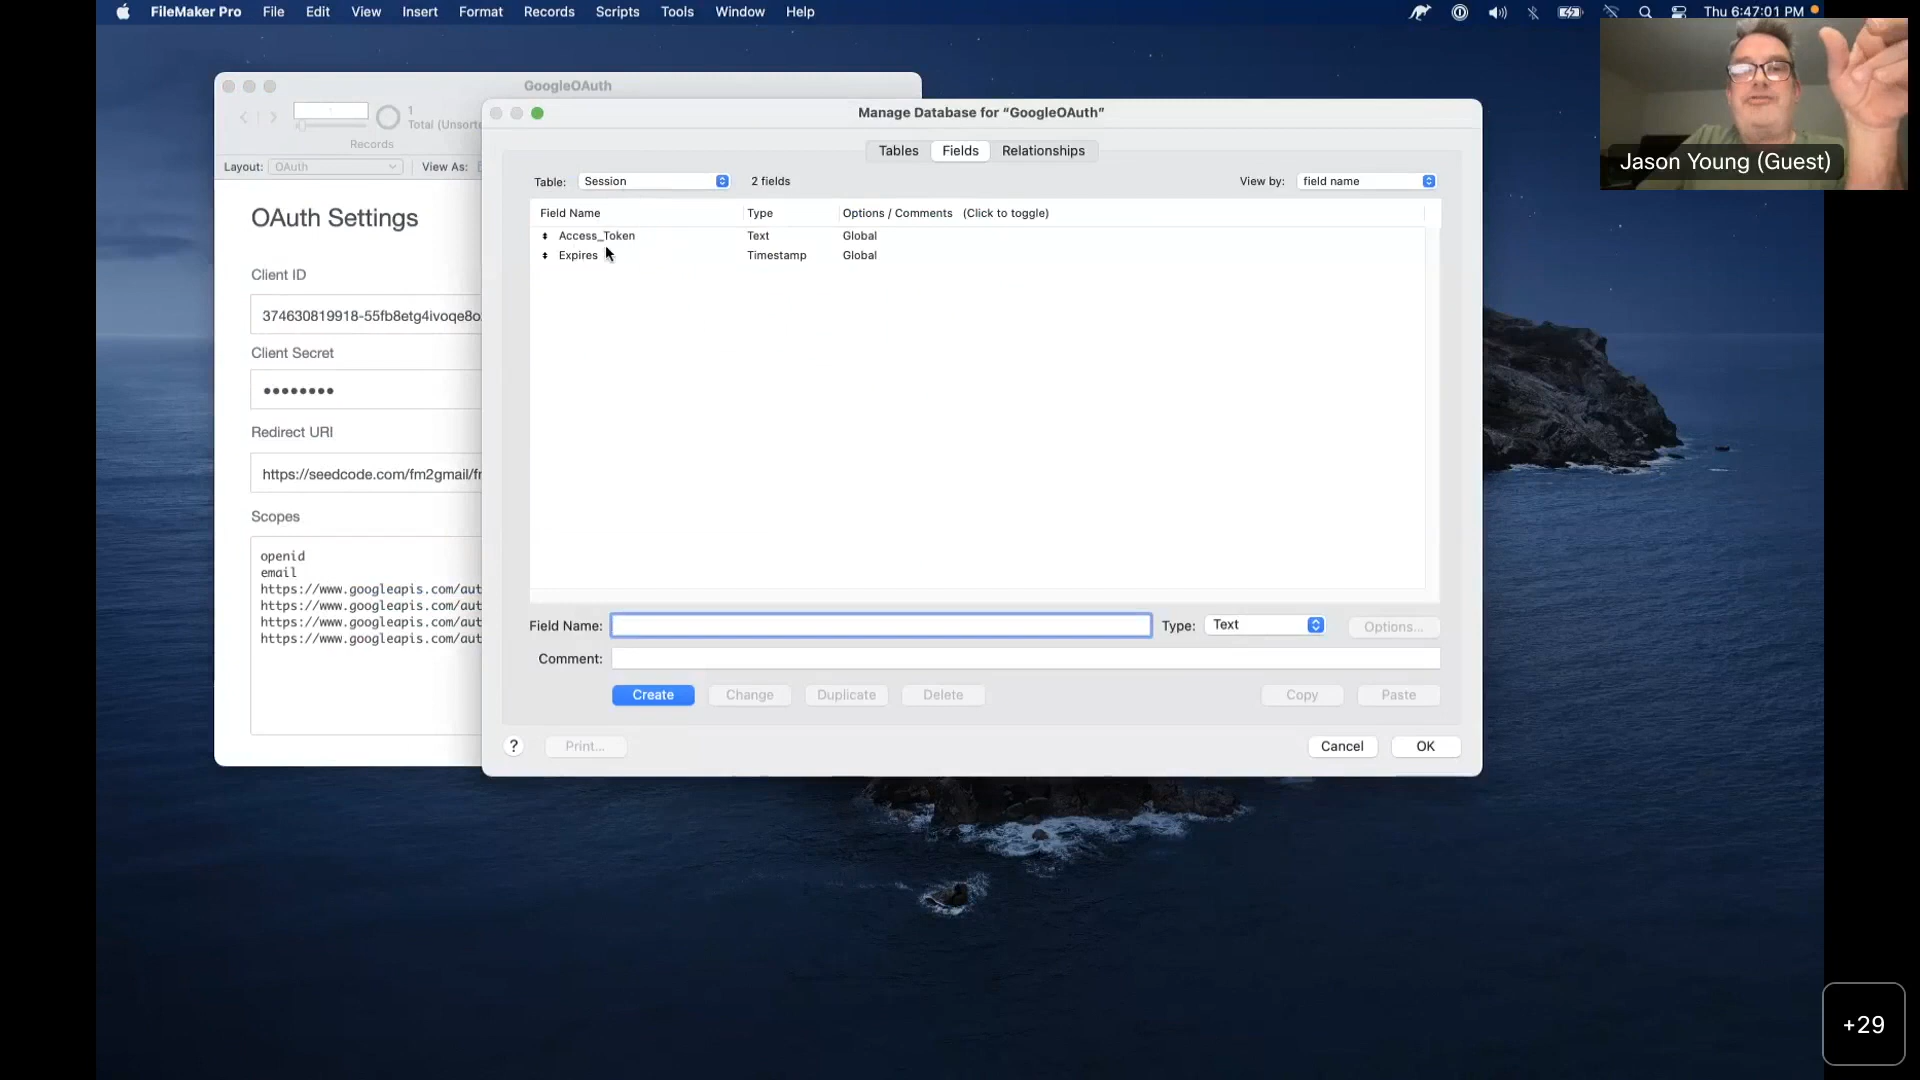 FileMaker Pro File Edit View Insert Format Records Scripts Tools Window Help Thu 6:47:01 PM
Jason Young (Guest)
GoogleOAuth
1
Total (Unsorte
Records
Layout: OAuth View As:
OAuth Settings
Client ID
374630819918-55fb8etg4ivoqe8o
Client Secret
Redirect URI
https://seedcode.com/fm2gmail/fr
Scopes
openid
email
https://www.googleapis.com/aut
https://www.googleapis.com/aut
https://www.googleapis.com/aut
https://www.googleapis.com/aut
Manage Database for “GoogleOAuth”
Tables Fields Relationships
Table: Session 2 fields View by: field name
Field Name Type Options / Comments (Click to toggle)
Access_Token Text Global
Expires Timestamp Global
Field Name: Type: Text Options...
Comment:
Create Change Duplicate Delete Copy Paste
? Print... Cancel OK
+29